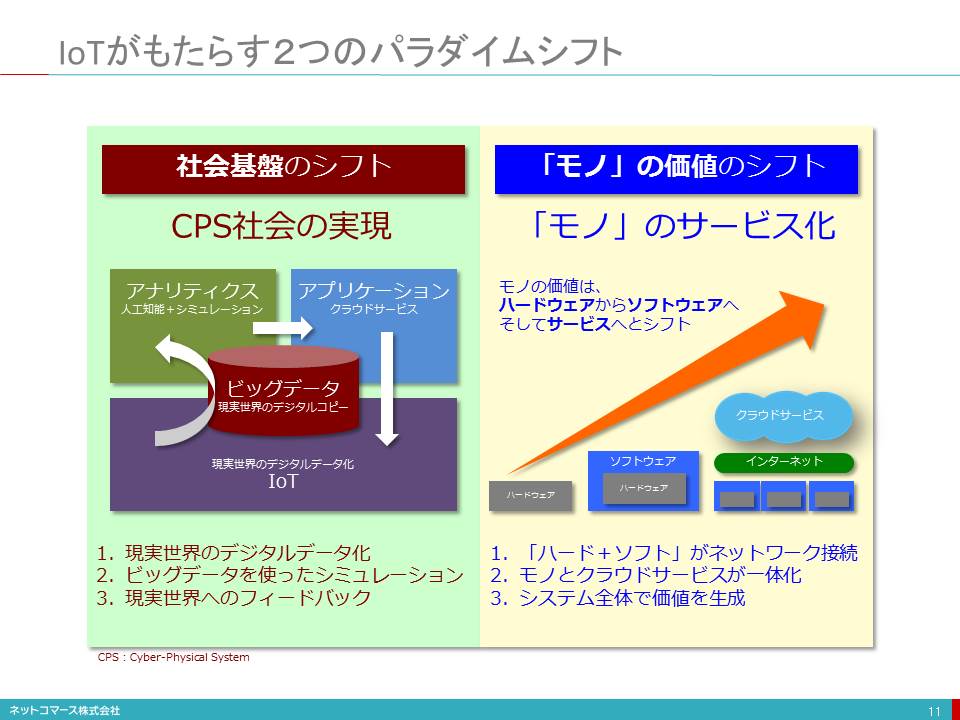 IoTがもたらす２つのパラダイムシフト
社会基盤のシフト
CPS社会の実現
アナリティクス
人工知能＋シミュレーション
アプリケーション
クラウドサービス
ビッグデータ
現実世界のデジタルコピー
現実世界のデジタルデータ化
IoT
1. 現実世界のデジタルデータ化
2. ビッグデータを使ったシミュレーション
3. 現実世界へのフィードバック
「モノ」の価値のシフト
「モノ」のサービス化
モノの価値は、
ハードウェアからソフトウェアへ
そしてサービスへとシフト
クラウドサービス
インターネット
ソフトウェア
ハードウェア
ハードウェア
1. 「ハード＋ソフト」がネットワーク接続
2. モノとクラウドサービスが一体化
3. システム全体で価値を生成
CPS：Cyber-Physical System
ネットコマース株式会社
11